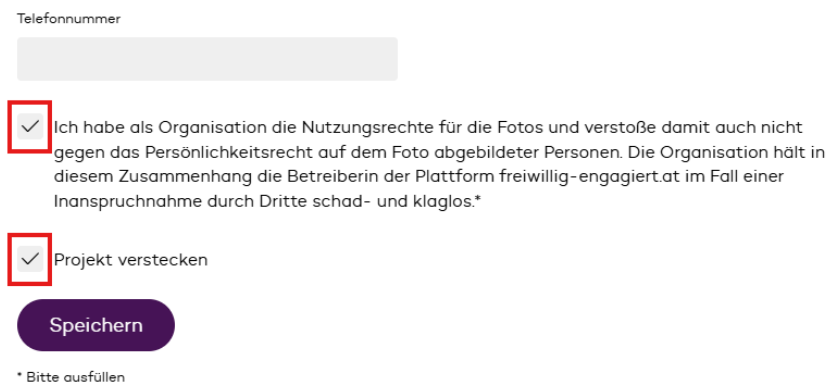 Telefonnummer
Ich habe als Organisation die Nutzungsrechte für die Fotos und verstoße damit auch nicht
gegen das Persönlichkeitsrecht auf dem Foto abgebildeter Personen. Die Organisation hält in
diesem Zusammenhang die Betreiberin der Plattform freiwillig-engagiert.at im Fall einer
Inanspruchnahme durch Dritte schad- und klaglos.*
Projekt verstecken
Speichern
* Bitte ausfüllen